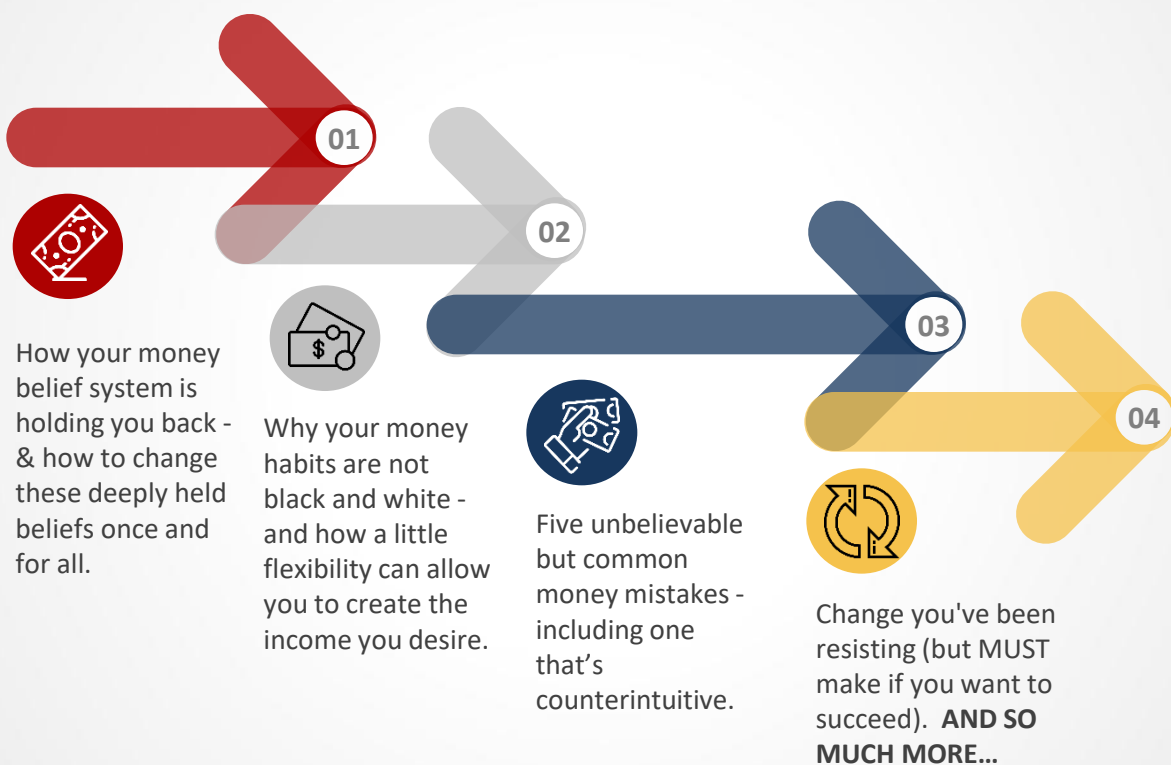 01
How your money
belief system is
holding you back -
& how to change
these deeply held
beliefs once and
for all.
02
$
Why your money
habits are not
black and white -
and how a little
flexibility can allow
you to create the
income you desire.
03
Five unbelievable
but common
money mistakes -
including one
that’s
counterintuitive.
04
Change you've been
resisting (but MUST
make if you want to
succeed).  AND SO
MUCH MORE…